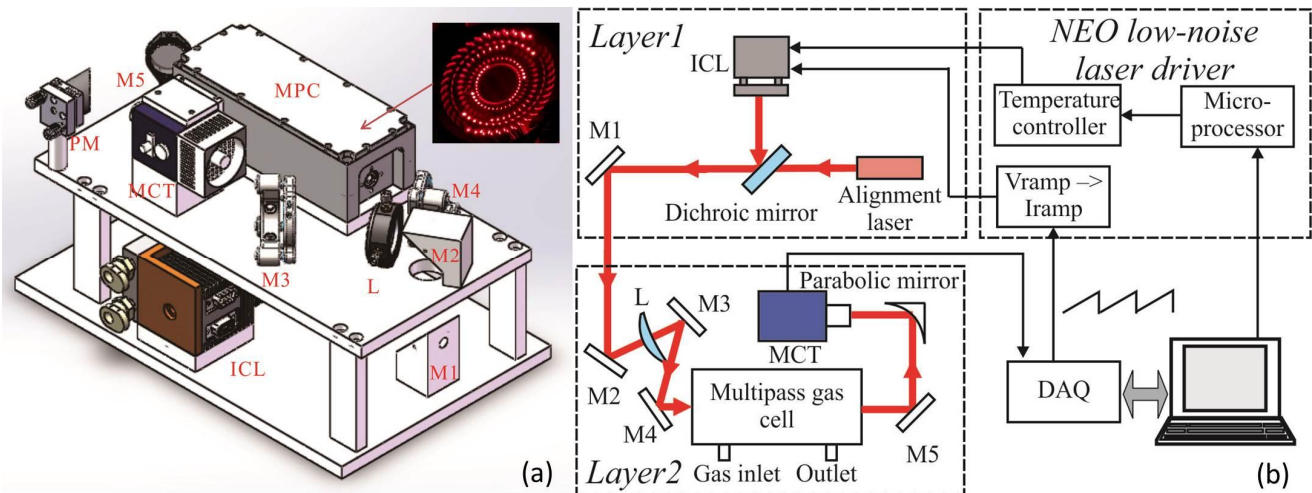 M5
MPC
PM
MCT
M4
M2
M3
L
ICL
M1
(a)
Layer1
ICL
M1
Dichroic mirror
Alignment
laser
NEO low-noise
laser driver
Temperature
controller
Micro-
processor
Vramp –>
Iramp
Parabolic mirror
L
M3
MCT
M2
M4
Multipass gas
cell
M5
Gas inlet
Outlet
Layer2
DAQ
(b)